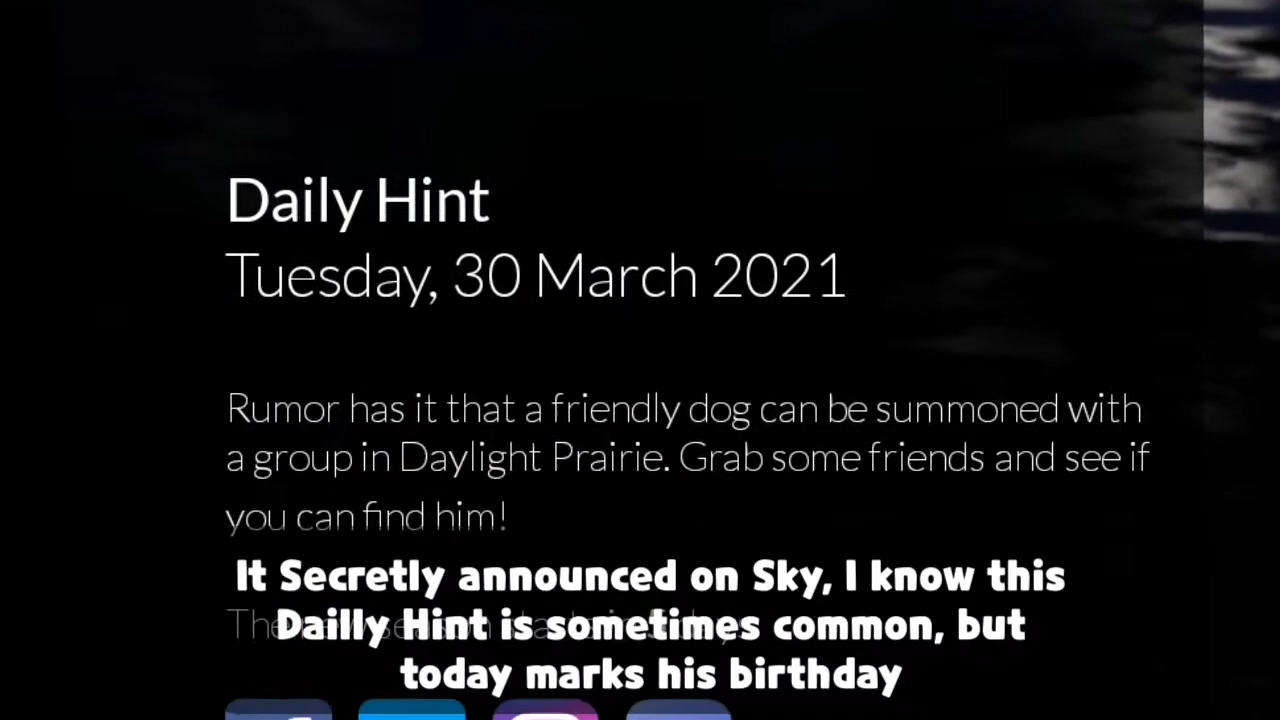 Daily Hint
Tuesday, 30 March 2021
Rumor has it that a friendly dog can be summoned with
a group in Daylight Prairie. Grab some friends and see if
you can find him!
It Secretly announced on Sky, I know this
Dailly Hint is sometimes common, but
today marks his birthday